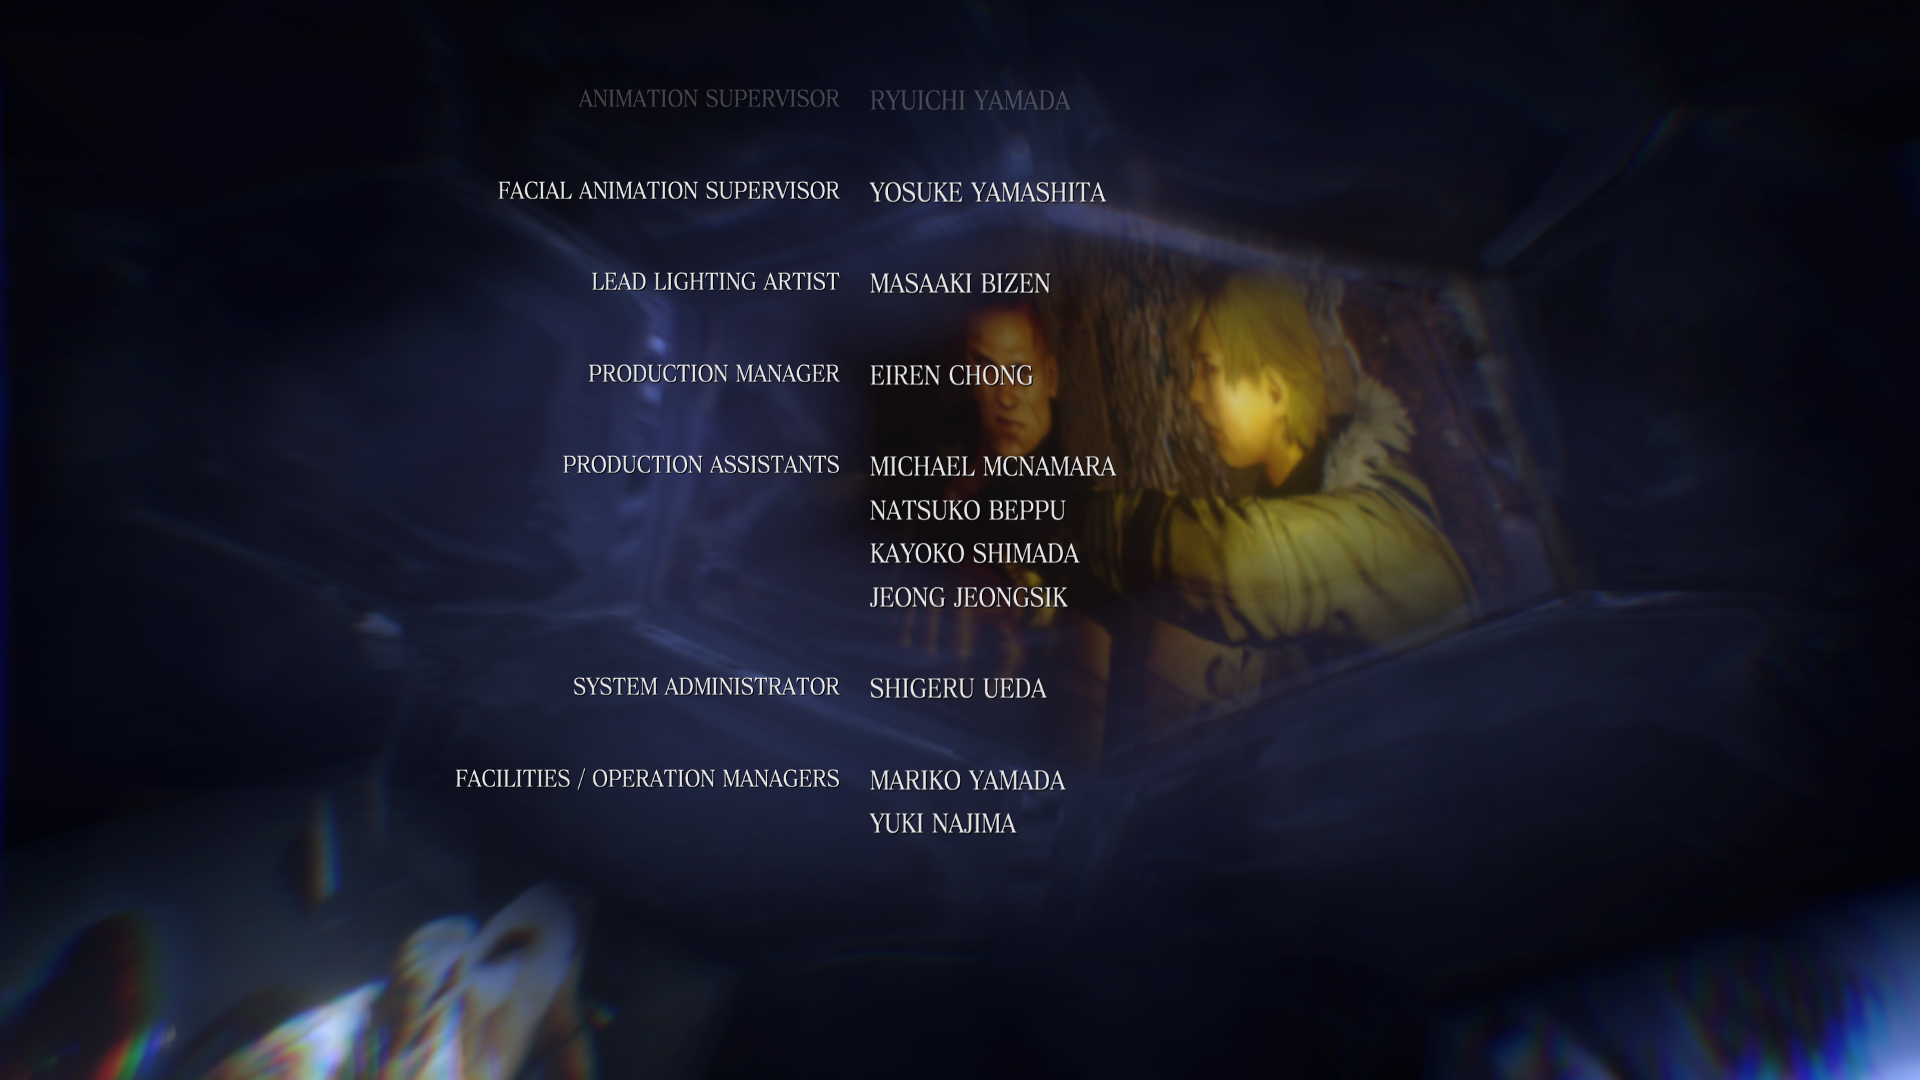 ANIMATION SUPERVISOR RYUICHI YAMADA
FACIAL ANIMATION SUPERVISOR YOSUKE YAMASHITA
LEAD LIGHTING ARTIST MASAAKI BIZEN
PRODUCTION MANAGER EIREN CHONG
PRODUCTION ASSISTANTS MICHAEL MCNAMARA
NATSUKO BEPPU
KAYOKO SHIMADA
JEONG JEONGSIK
SYSTEM ADMINISTRATOR SHIGERU UEDA
FACILITIES / OPERATION MANAGERS MARIKO YAMADA
YUKI NAJIMA